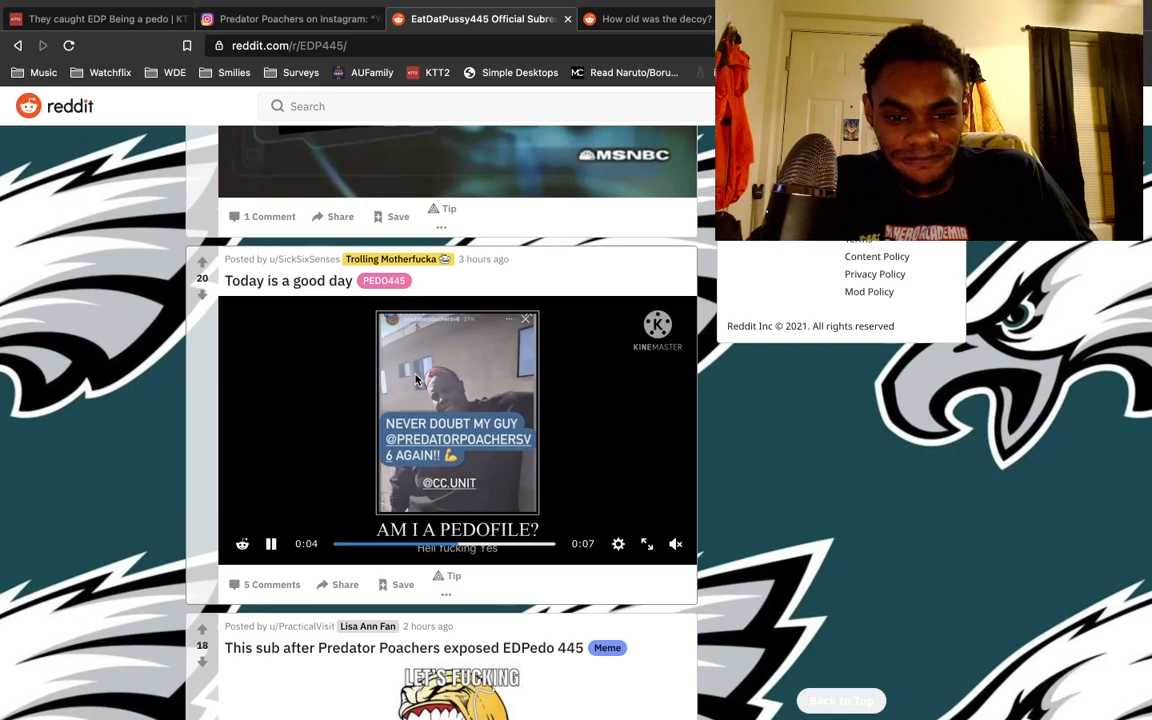 They caught EDP Being a pedo | KT
Predator Poachers on Instagram: "Y
EatDatPussy445 Official Subre
How old was the decoy?
reddit.com/r/EDP445/
Music
Watchflix
WDE
Smilies
Surveys
AUFamily
KTT2
Simple Desktops
Read Naruto/Boru...
reddit
Search
MSNBC
1 Comment
Share
Save
Tip
Posted by u/SickSixSenses Trolling Motherfucka 3 hours ago
20
Today is a good day PEDO445
KINEMASTER
NEVER DOUBT MY GUY
@PREDATORPOACHERSV
6 AGAIN!! 💪
@CC.UNIT
AM I A PEDOFILE?
Hell fucking Yes
0:04
0:07
5 Comments
Share
Save
Tip
Posted by u/PracticalVisit Lisa Ann Fan 2 hours ago
18
This sub after Predator Poachers exposed EDPedo 445 Meme
LET'S FUCKING
Content Policy
Privacy Policy
Mod Policy
Reddit Inc © 2021. All rights reserved
Back to Top